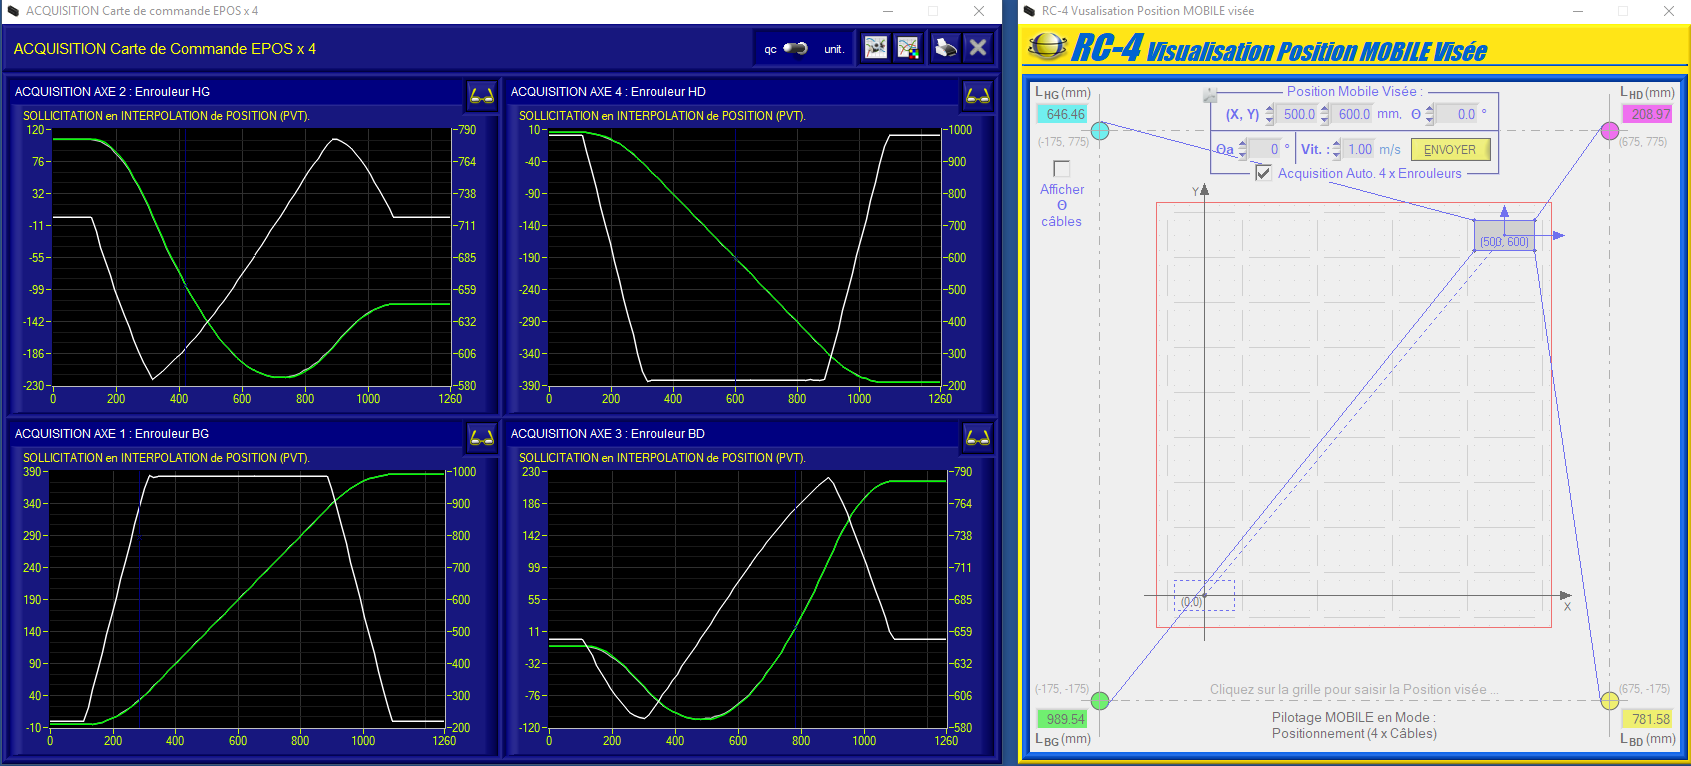 ACQUISITION Carte de commande EPOS x 4
ACQUISITION Carte de Commande EPOS x 4
qc
unit.
ACQUISITION AXE 2 : Enrouleur HG
SOLLICITATION en INTERPOLATION de POSITION (PVT).
120
76
32
-11
-55
-99
-142
-186
-230
790
764
738
711
685
659
632
606
580
0 200 400 600 800 1000 1260
ACQUISITION AXE 4 : Enrouleur HD
SOLLICITATION en INTERPOLATION de POSITION (PVT).
10
-40
-90
-140
-190
-240
-290
-340
-390
1000
900
800
700
600
500
400
300
200
0 200 400 600 800 1000 1260
ACQUISITION AXE 1 : Enrouleur BG
SOLLICITATION en INTERPOLATION de POSITION (PVT).
390
340
290
240
190
140
90
40
-10
1000
900
800
700
600
500
400
300
200
0 200 400 600 800 1000 1260
ACQUISITION AXE 3 : Enrouleur BD
SOLLICITATION en INTERPOLATION de POSITION (PVT).
230
186
142
99
55
11
-32
-76
-120
790
764
738
711
685
659
632
606
580
0 200 400 600 800 1000 1260
RC-4 Vusalisation Position MOBILE visée
RC-4 Visualisation Position MOBILE Visée
L HG (mm)
646.46
(-175, 775)
Position Mobile Visée :
(X, Y) 500.0 600.0 mm, Θ 0.0 °
Θa 0 ° Vit. : 1.00 m/s ENVOYER
Acquisition Auto. 4 x Enrouleurs
L HD (mm)
208.97
(675, 775)
Afficher
Θ
câbles
Y
(500, 600)
(0,0)
X
(-175, -175)
989.54
L BG (mm)
Cliquez sur la grille pour saisir la Position visée ...
Pilotage MOBILE en Mode :
Positionnement (4 x Câbles)
(675, -175)
781.58
L BD (mm)